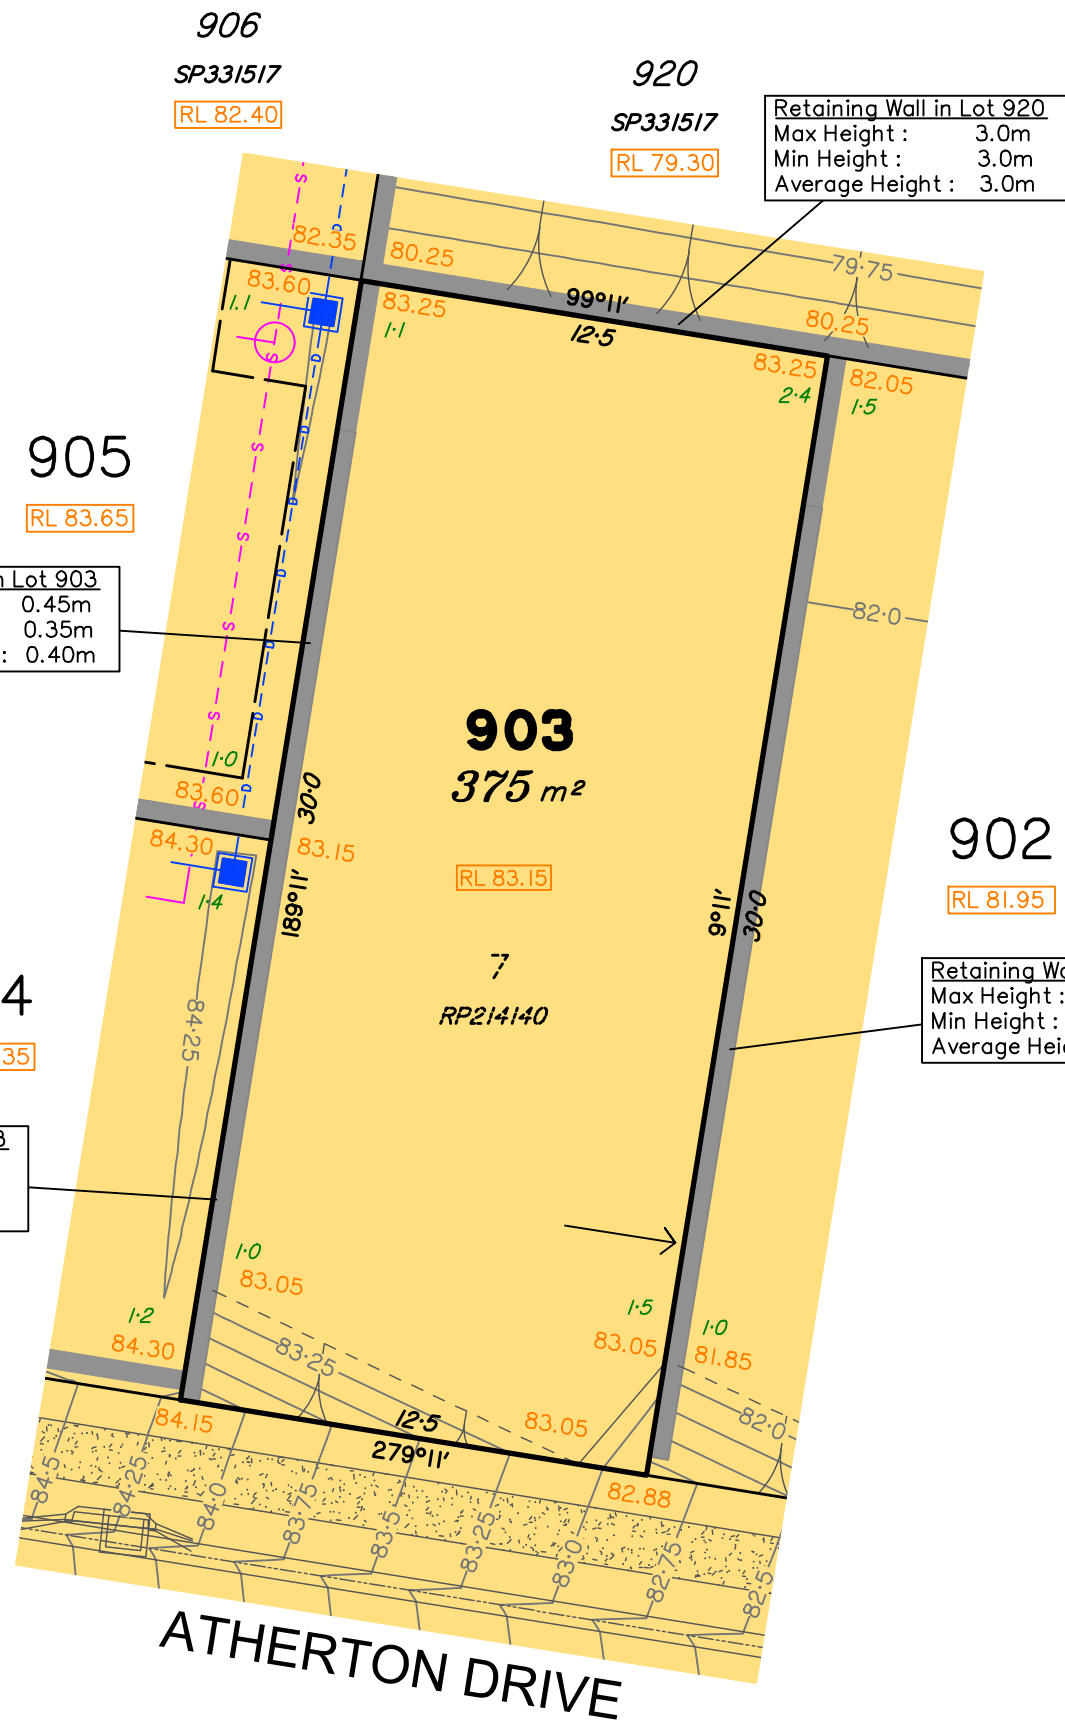 906
SP331517
RL 82.40
920
SP331517
RL 79.30
Retaining Wall in Lot 920
Max Height : 3.0m
Min Height : 3.0m
Average Height : 3.0m
S
D
82.35
80.25
79·75
S
83.60
1·1
83.25
1·1
99°11'
12·5
80.25
83.25
2·4
82.05
1·5
S
D
D
S
D
905
RL 83.65
S
D
Lot 903
0.45m
0.35m
: 0.40m
82·0
S
D
S
D
903
375 m²
1·0
D
83.60
S
30·0
84.30
83.15
RL 83.15
902
RL 81.95
1·4
189°11'
9°11'
30·0
7
RP214140
4
35
84·25
Retaining Wa
Max Height :
Min Height :
Average Hei
1·0
83.05
1·2
84.30
1·5
83.05
1·0
81.85
83·25
84.15
12·5
279°11'
83.05
82·0
82.88
84·5
84·25
84·0
83·75
83·5
83·25
83·0
82·75
82·5
ATHERTON DRIVE